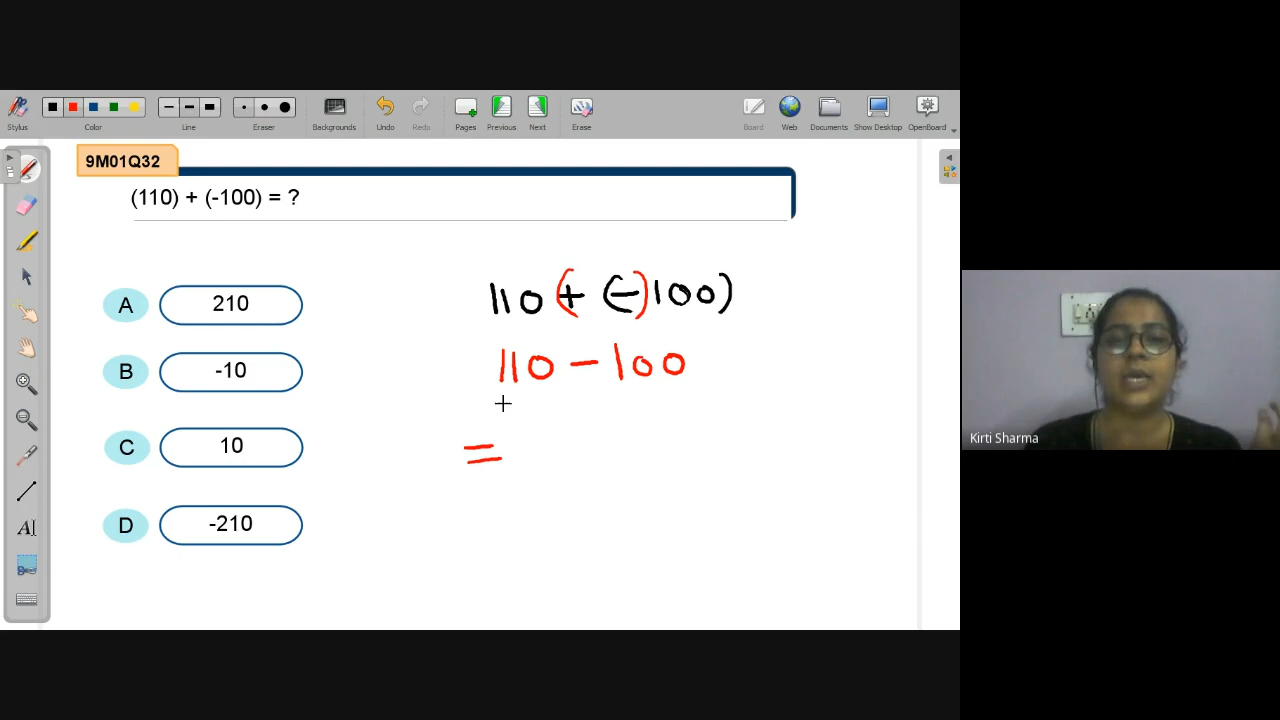 Stylus
Color
Line
Eraser
Backgrounds
Undo
Redo
Pages
Previous
Next
Erase
Board
Web
Documents
Show Desktop
OpenBoard
9M01Q32
(110) + (-100) = ?
A 210
B -10
C 10
D -210
110 (+ (-)100)
110 - 100
=
Kirti Sharma